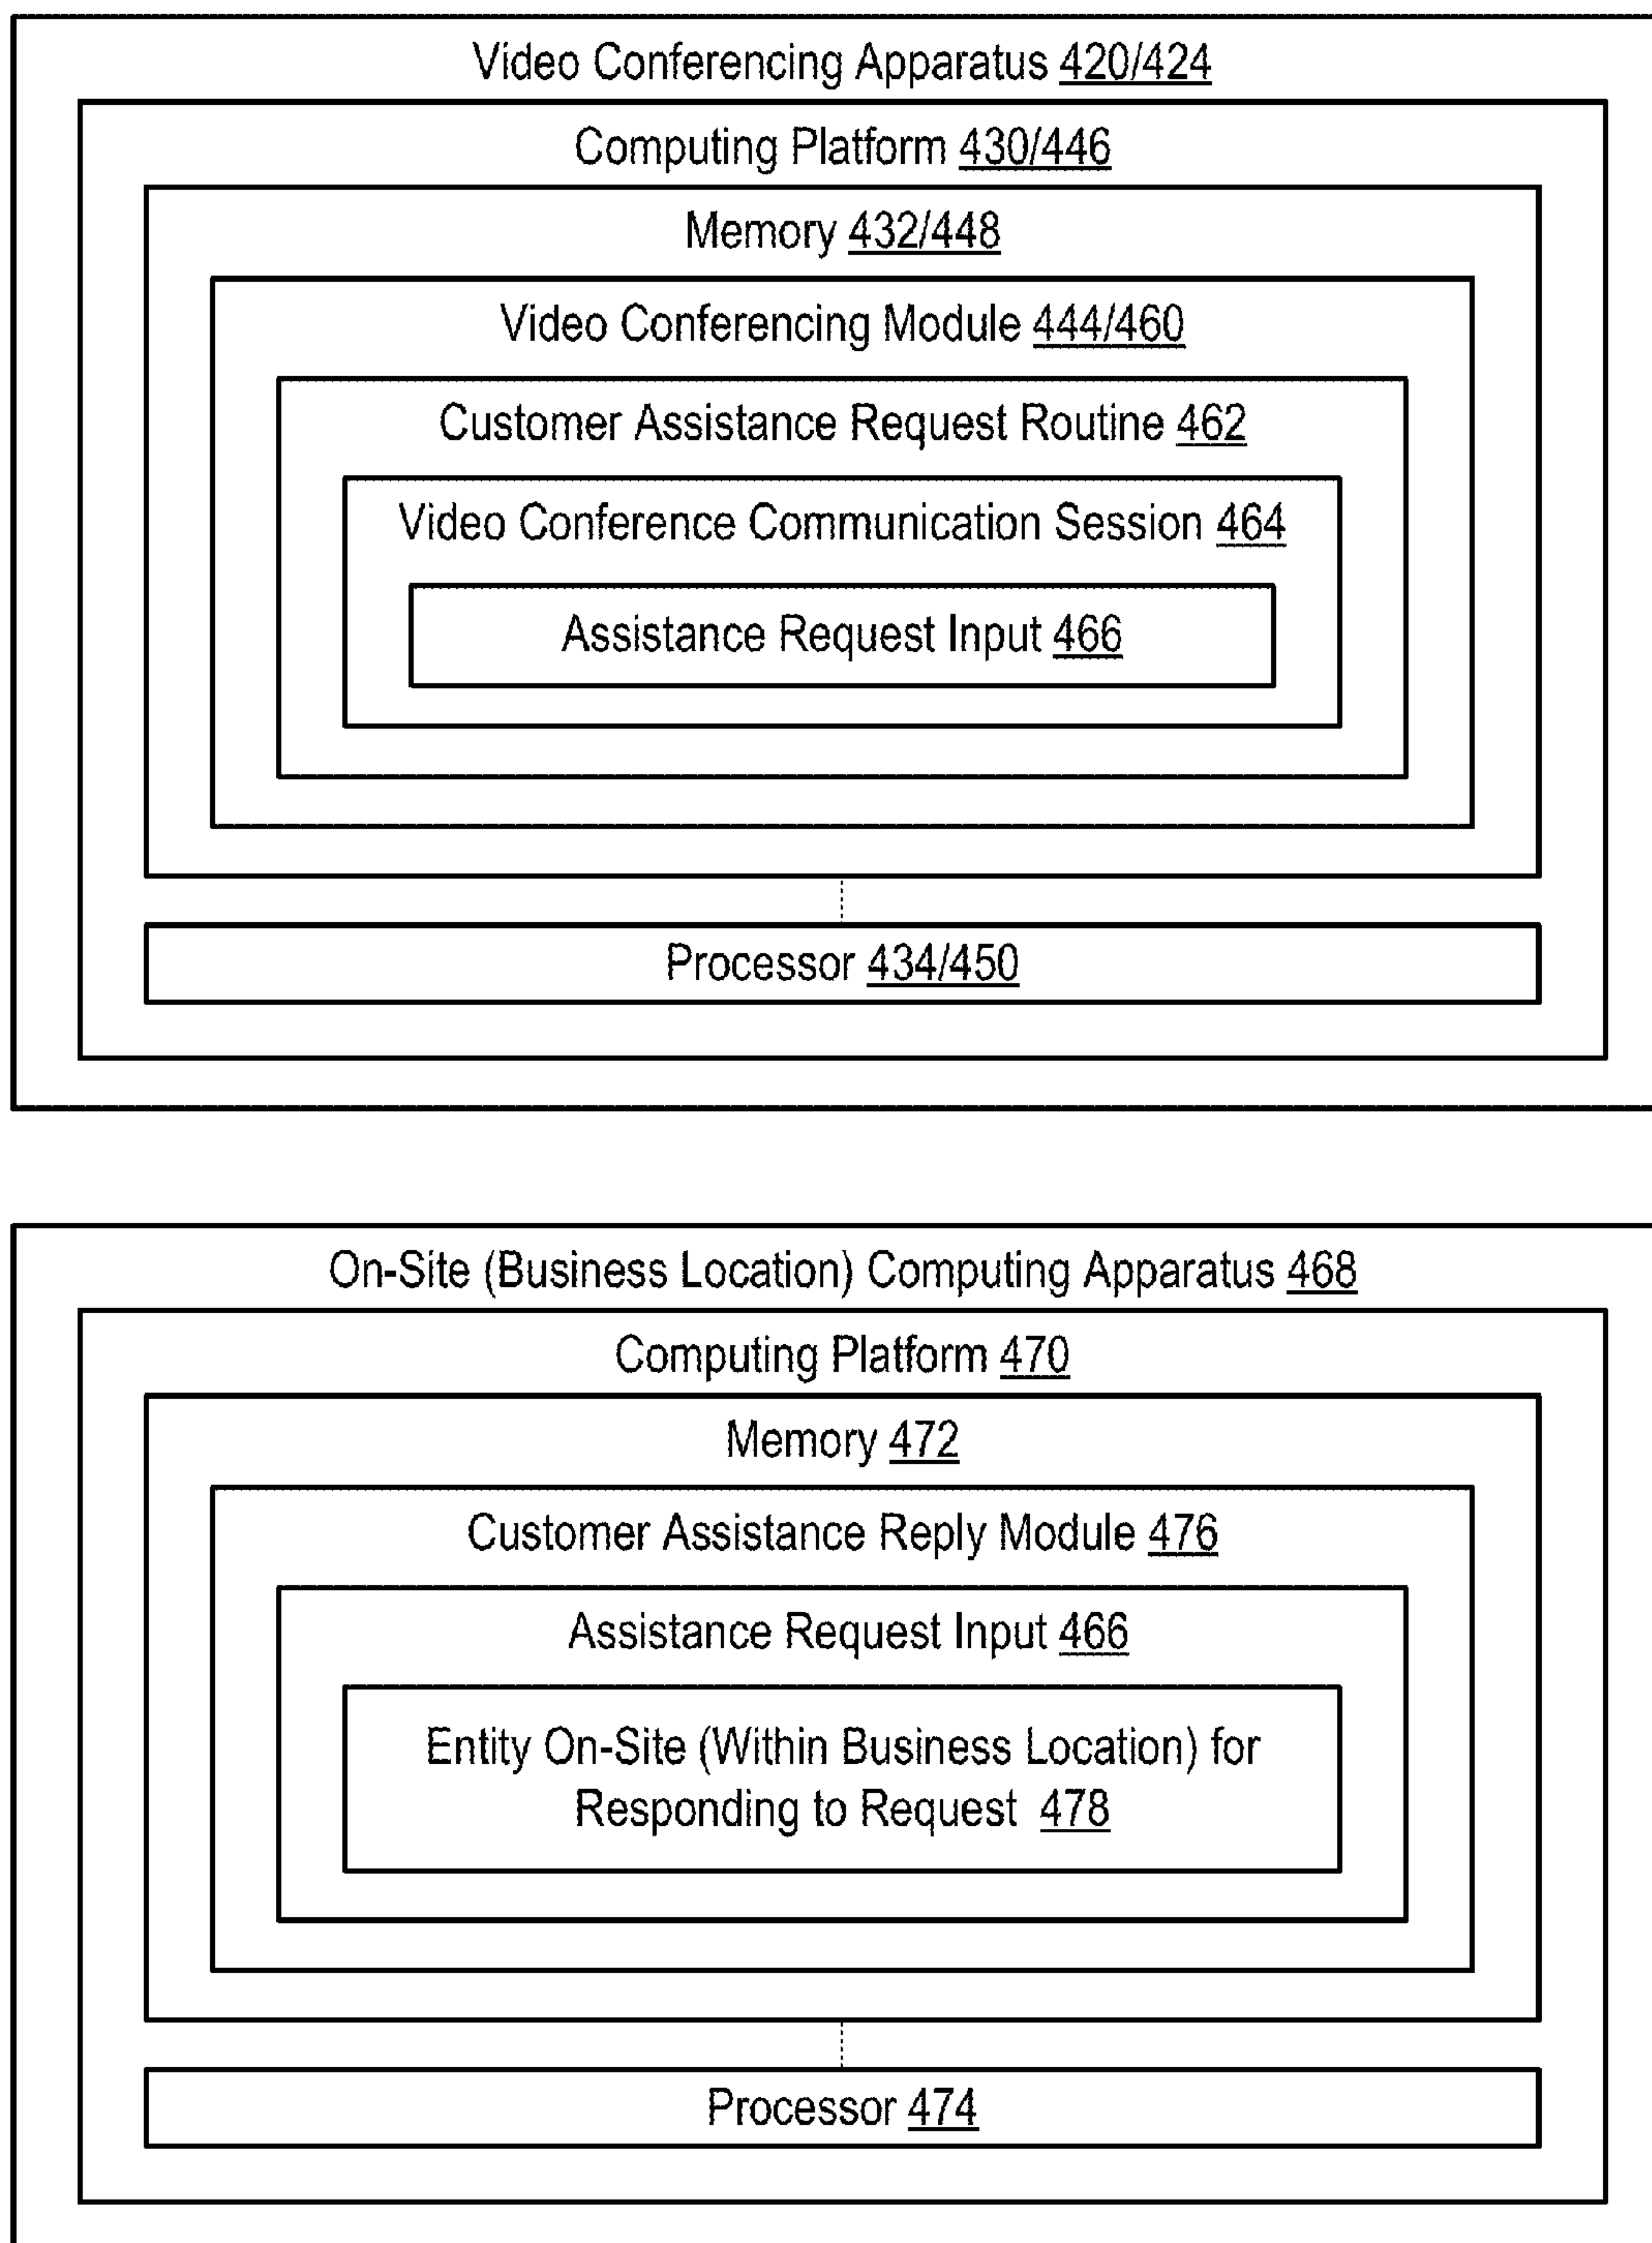 Video Conferencing Apparatus 420/424
Computing Platform 430/446
Memory 432/448
Video Conferencing Module 444/460
Customer Assistance Request Routine 462
Video Conference Communication Session 464
Assistance Request Input 466
Processor 434/450
On-Site (Business Location) Computing Apparatus 468
Computing Platform 470
Memory 472
Customer Assistance Reply Module 476
Assistance Request Input 466
Entity On-Site (Within Business Location) for
Responding to Request 478
Processor 474